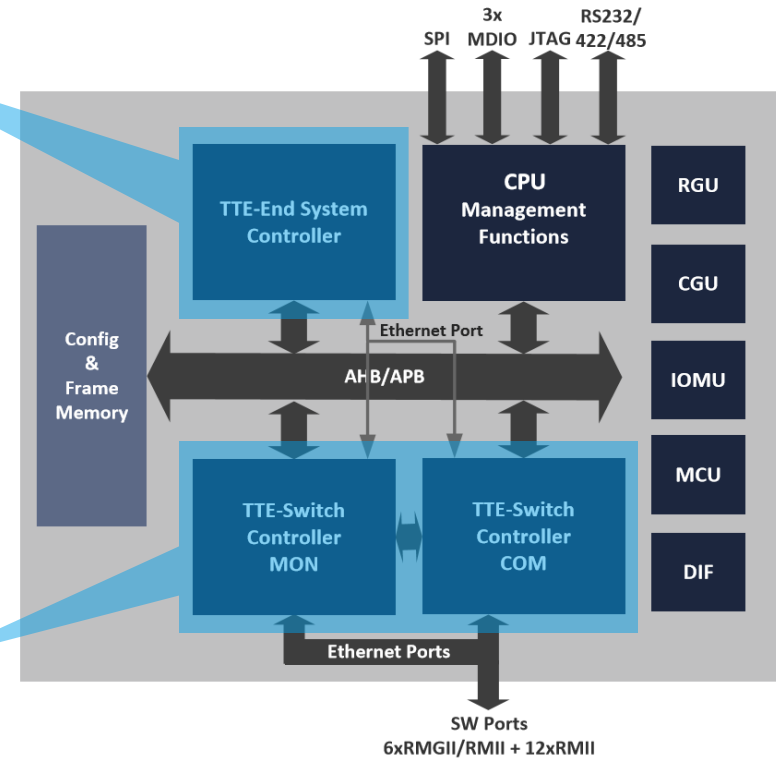 SPI
3x
MDIO
JTAG
RS232/
422/485
TTE-End System
Controller
CPU
Management
Functions
RGU
CGU
IOMU
MCU
DIF
Config
&
Frame
Memory
Ethernet Port
AHB/APB
TTE-Switch
Controller
MON
TTE-Switch
Controller
COM
Ethernet Ports
SW Ports
6xRMGII/RMII + 12xRMII